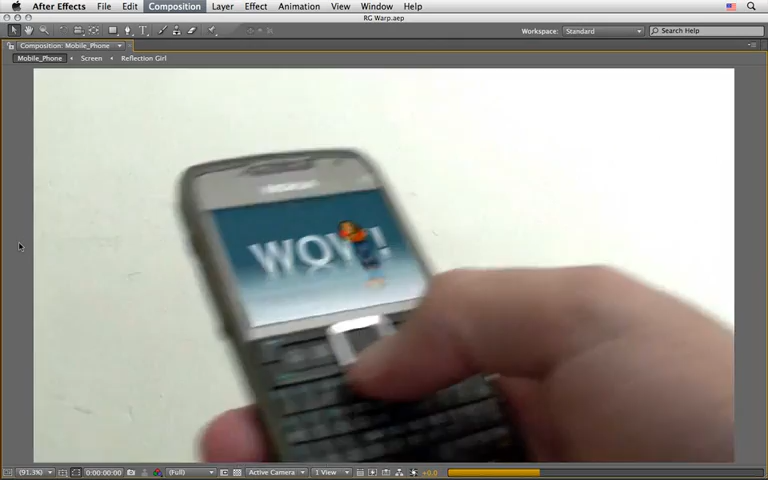 After Effects File Edit Composition Layer Effect Animation View Window Help
RG Warp.aep
Workspace: Standard Search Help
Composition: Mobile_Phone
Mobile_Phone Screen Reflection Girl
NOKIA
WOW!
(91.3%) 0:00:00:00 (Full) Active Camera 1 View +0.0